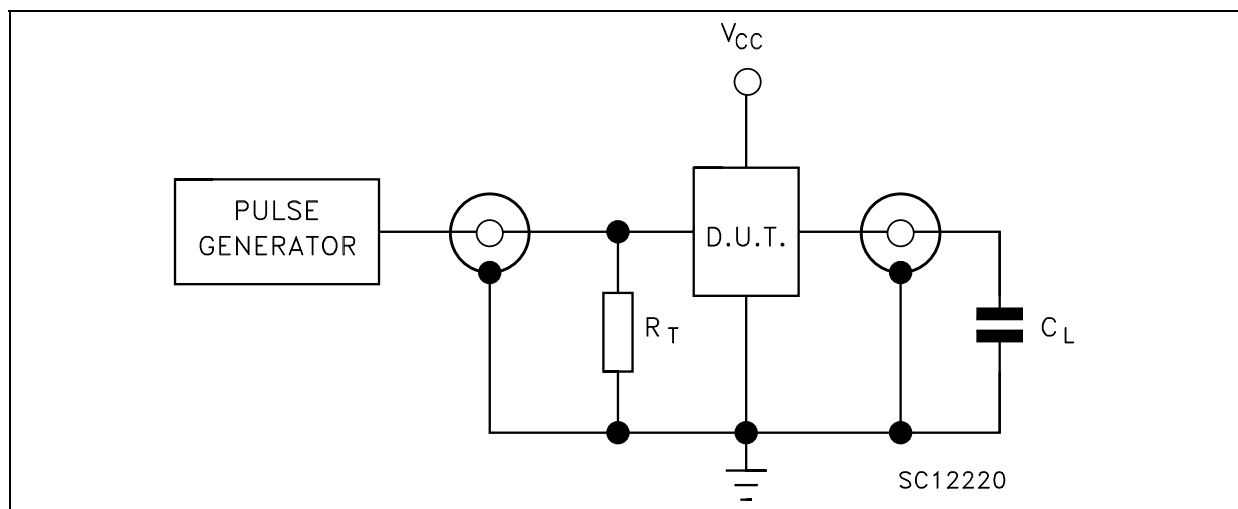 VCC
PULSE
GENERATOR
D.U.T.
RT
CL
SC12220